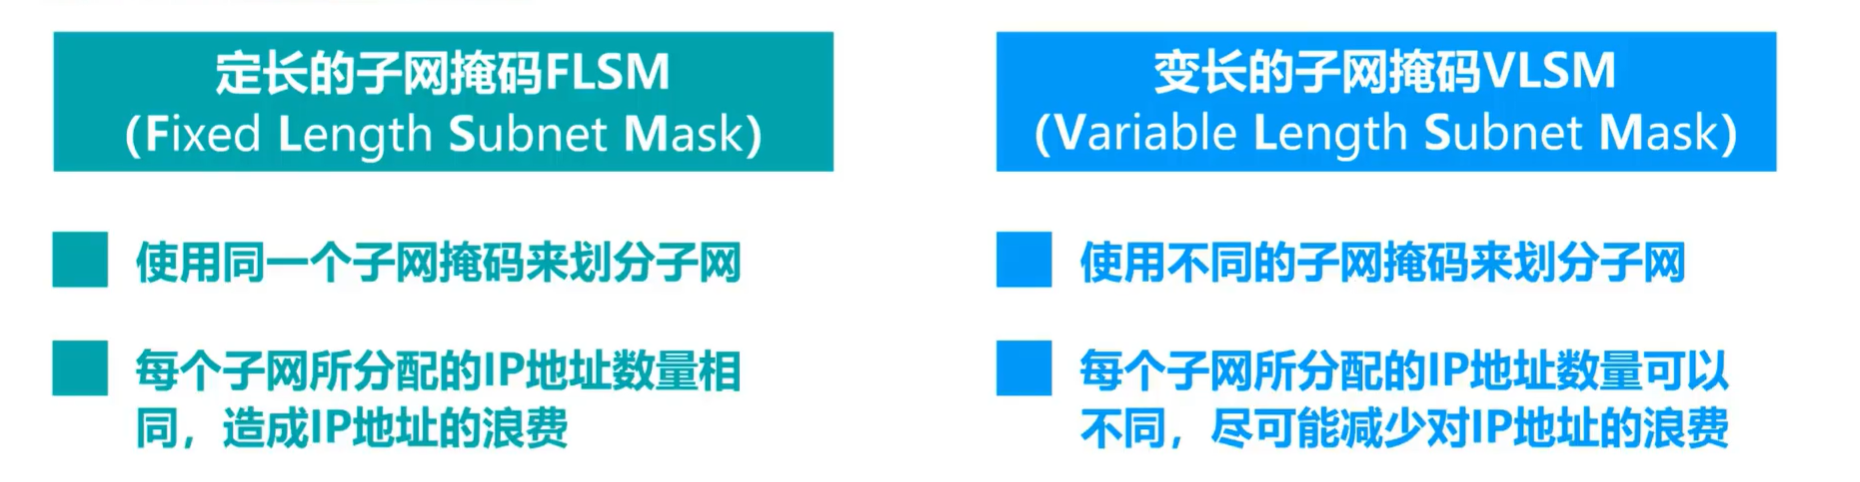 定长的子网掩码FLSM
(Fixed Length Subnet Mask)
使用同一个子网掩码来划分子网
每个子网所分配的IP地址数量相
同，造成IP地址的浪费
变长的子网掩码VLSM
(Variable Length Subnet Mask)
使用不同的子网掩码来划分子网
每个子网所分配的IP地址数量可以
不同，尽可能减少对IP地址的浪费